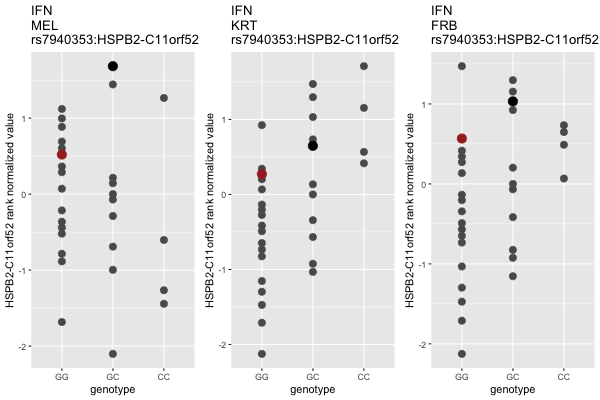 IFN
MEL
rs7940353:HSPB2-C11orf52
HSPB2-C11orf52 rank normalized value
1
0
-1
-2
GG GC CC
genotype
IFN
KRT
rs7940353:HSPB2-C11orf52
HSPB2-C11orf52 rank normalized value
1
0
-1
-2
GG GC CC
genotype
IFN
FRB
rs7940353:HSPB2-C11orf52
HSPB2-C11orf52 rank normalized value
1
0
-1
-2
GG GC CC
genotype